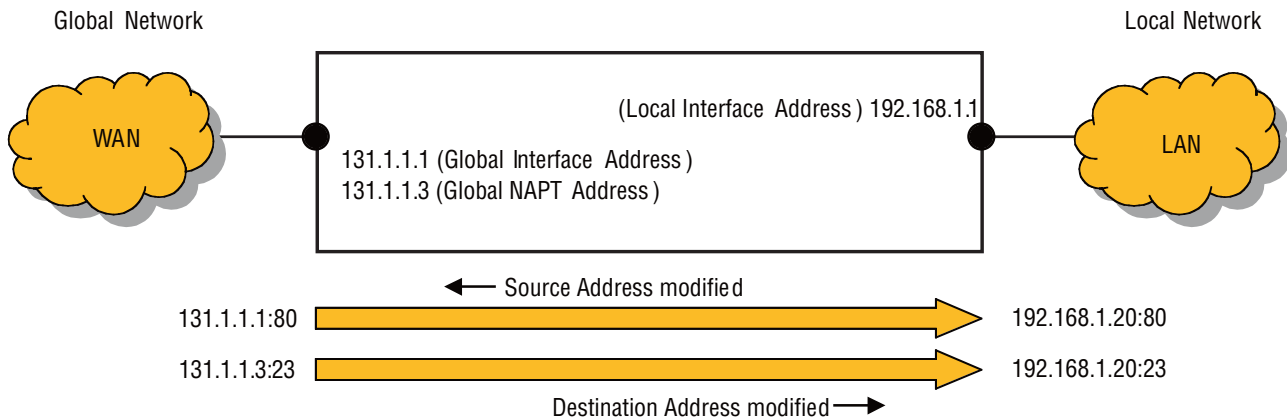 Global Network
Local Network
(Local Interface Address) 192.168.1.1
WAN
LAN
131.1.1.1 (Global Interface Address)
131.1.1.3 (Global NAPT Address)
Source Address modified
131.1.1.1:80
192.168.1.20:80
131.1.1.3:23
192.168.1.20:23
Destination Address modified